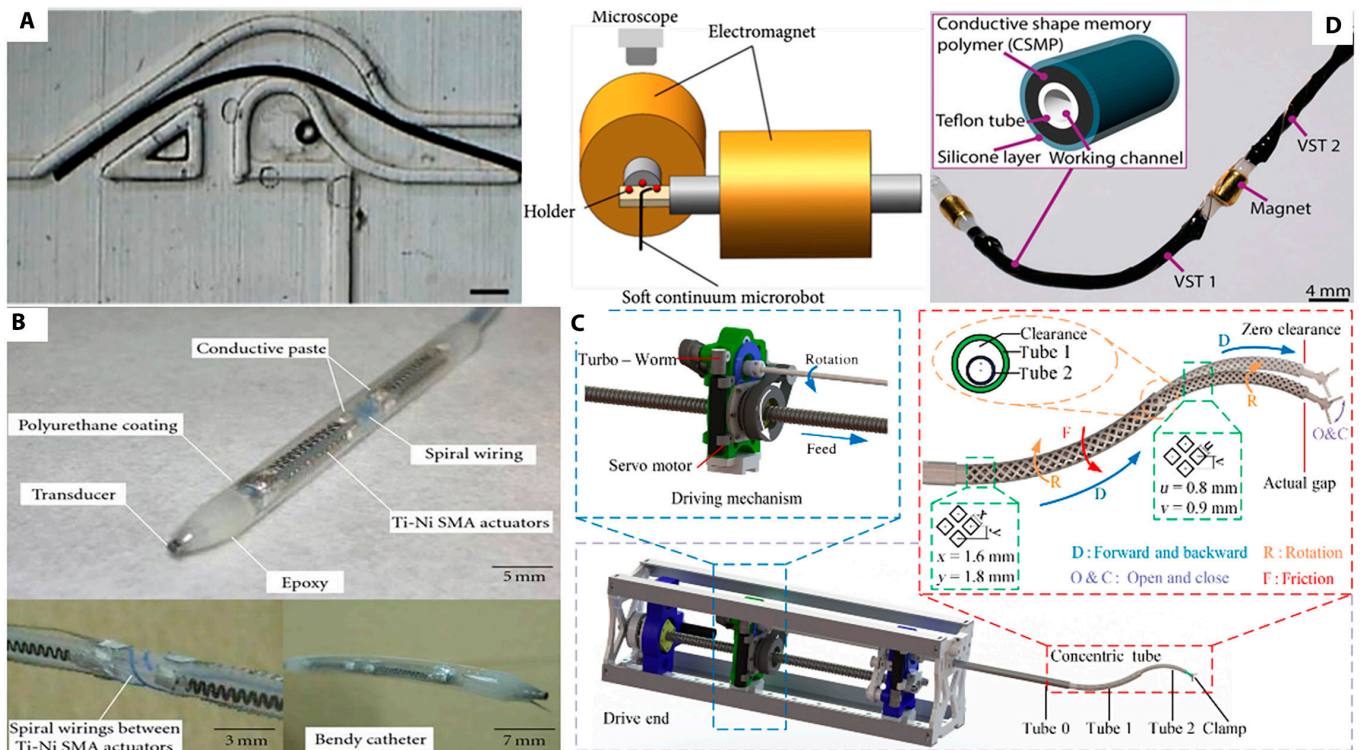 A
Microscope
Electromagnet
Holder
Soft continuum microrobot
D
Conductive shape memory
polymer (CSMP)
Teflon tube
Silicone layer
Working channel
VST 2
Magnet
VST 1
4 mm
B
Conductive paste
Polyurethane coating
Spiral wiring
Transducer
Ti-Ni SMA actuators
Epoxy
5 mm
Spiral wirings between
Ti-Ni SMA actuators
3 mm
Bendy catheter
7 mm
C
Turbo – Worm
Rotation
Servo motor
Feed
Driving mechanism
Clearance
Tube 1
Tube 2
D
Zero clearance
R
O&C
F
R
D
Actual gap
u
v
u = 0.8 mm
v = 0.9 mm
x
y
x = 1.6 mm
y = 1.8 mm
D : Forward and backward
R : Rotation
O & C : Open and close
F : Friction
Drive end
Concentric tube
Tube 0
Tube 1
Tube 2
Clamp